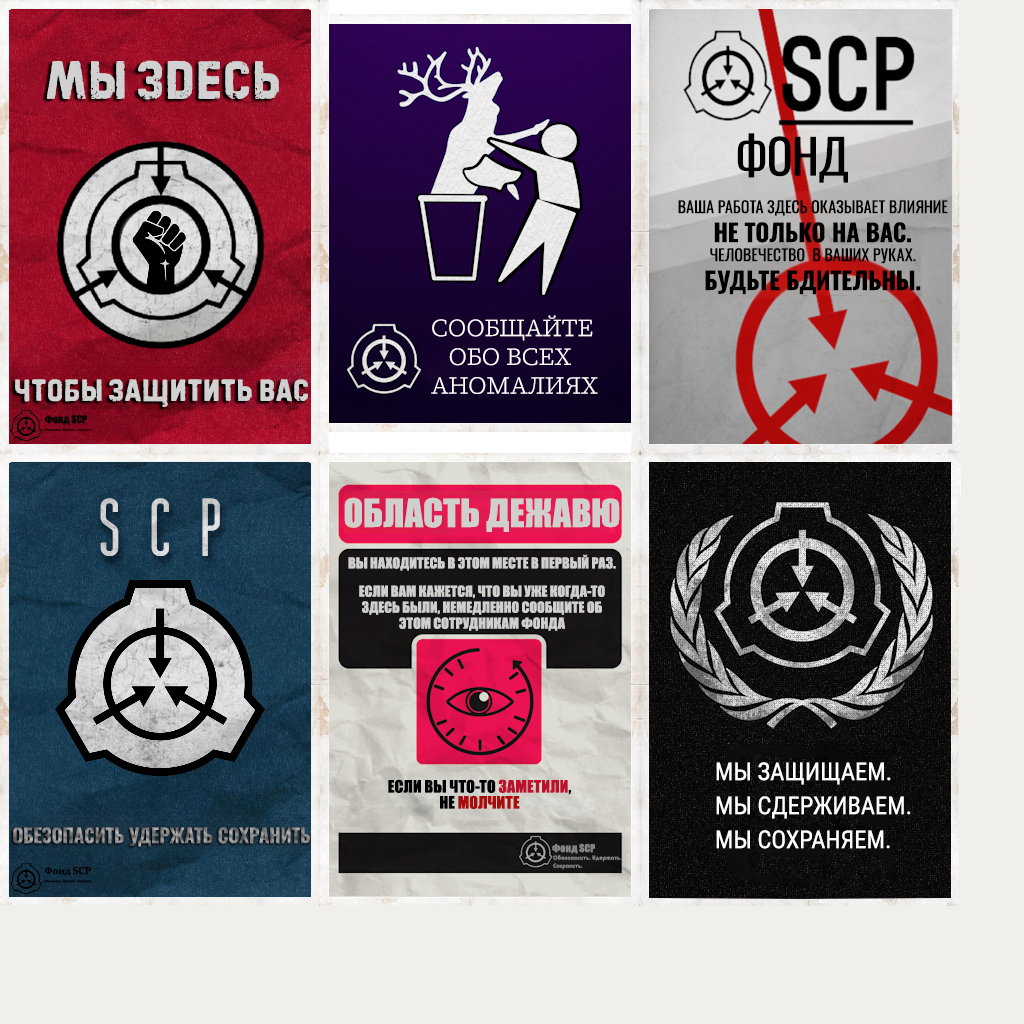 МЫ ЗДЕСЬ
ЧТОБЫ ЗАЩИТИТЬ ВАС
Фонд SCP
СООБЩАЙТЕ
ОБО ВСЕХ
АНОМАЛИЯХ
SCP
ФОНД
ВАША РАБОТА ЗДЕСЬ ОКАЗЫВАЕТ ВЛИЯНИЕ
НЕ ТОЛЬКО НА ВАС.
ЧЕЛОВЕЧЕСТВО В ВАШИХ РУКАХ.
БУДЬТЕ БДИТЕЛЬНЫ.
SCP
ОБЕЗОПАСИТЬ УДЕРЖАТЬ СОХРАНИТЬ
Фонд SCP
ОБЛАСТЬ ДЕЖАВЮ
ВЫ НАХОДИТЕСЬ В ЭТОМ МЕСТЕ В ПЕРВЫЙ РАЗ.
ЕСЛИ ВАМ КАЖЕТСЯ, ЧТО ВЫ УЖЕ КОГДА-ТО
ЗДЕСЬ БЫЛИ, НЕМЕДЛЕННО СООБЩИТЕ ОБ
ЭТОМ СОТРУДНИКАМ ФОНДА
ЕСЛИ ВЫ ЧТО-ТО ЗАМЕТИЛИ,
НЕ МОЛЧИТЕ
Фонд SCP
Обезопасить. Удержать.
Сохранить.
МЫ ЗАЩИЩАЕМ.
МЫ СДЕРЖИВАЕМ.
МЫ СОХРАНЯЕМ.